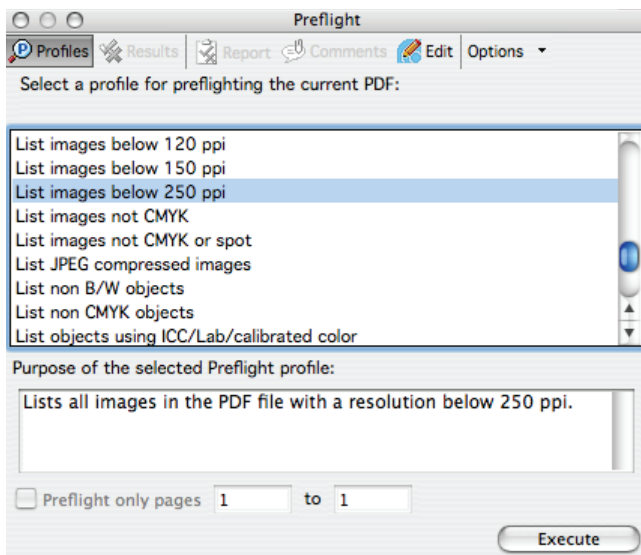 Preflight
Profiles Results Report Comments Edit Options
Select a profile for preflighting the current PDF:
List images below 120 ppi
List images below 150 ppi
List images below 250 ppi
List images not CMYK
List images not CMYK or spot
List JPEG compressed images
List non B/W objects
List non CMYK objects
List objects using ICC/Lab/calibrated color
Purpose of the selected Preflight profile:
Lists all images in the PDF file with a resolution below 250 ppi.
Preflight only pages 1 to 1
Execute